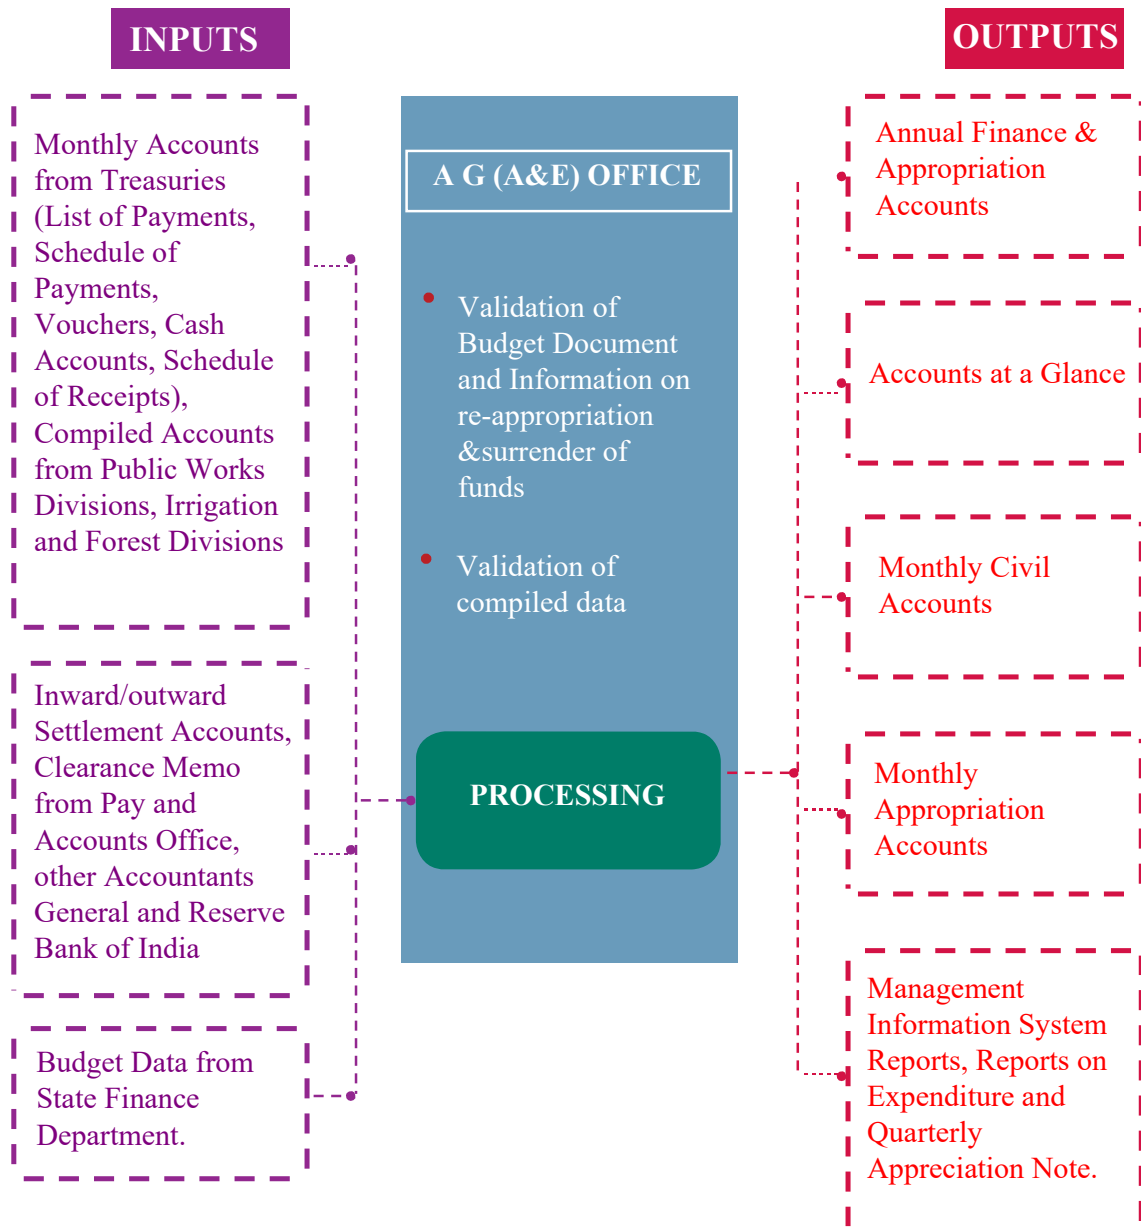 INPUTS
Monthly Accounts
from Treasuries
(List of Payments,
Schedule of
Payments,
Vouchers, Cash
Accounts, Schedule
of Receipts),
Compiled Accounts
from Public Works
Divisions, Irrigation
and Forest Divisions
Inward/outward
Settlement Accounts,
Clearance Memo
from Pay and
Accounts Office,
other Accountants
General and Reserve
Bank of India
Budget Data from
State Finance
Department.
A G (A&E) OFFICE
• Validation of
Budget Document
and Information on
re-appropriation
&surrender of
funds
• Validation of
compiled data
PROCESSING
OUTPUTS
Annual Finance &
Appropriation
Accounts
Accounts at a Glance
Monthly Civil
Accounts
Monthly
Appropriation
Accounts
Management
Information System
Reports, Reports on
Expenditure and
Quarterly
Appreciation Note.